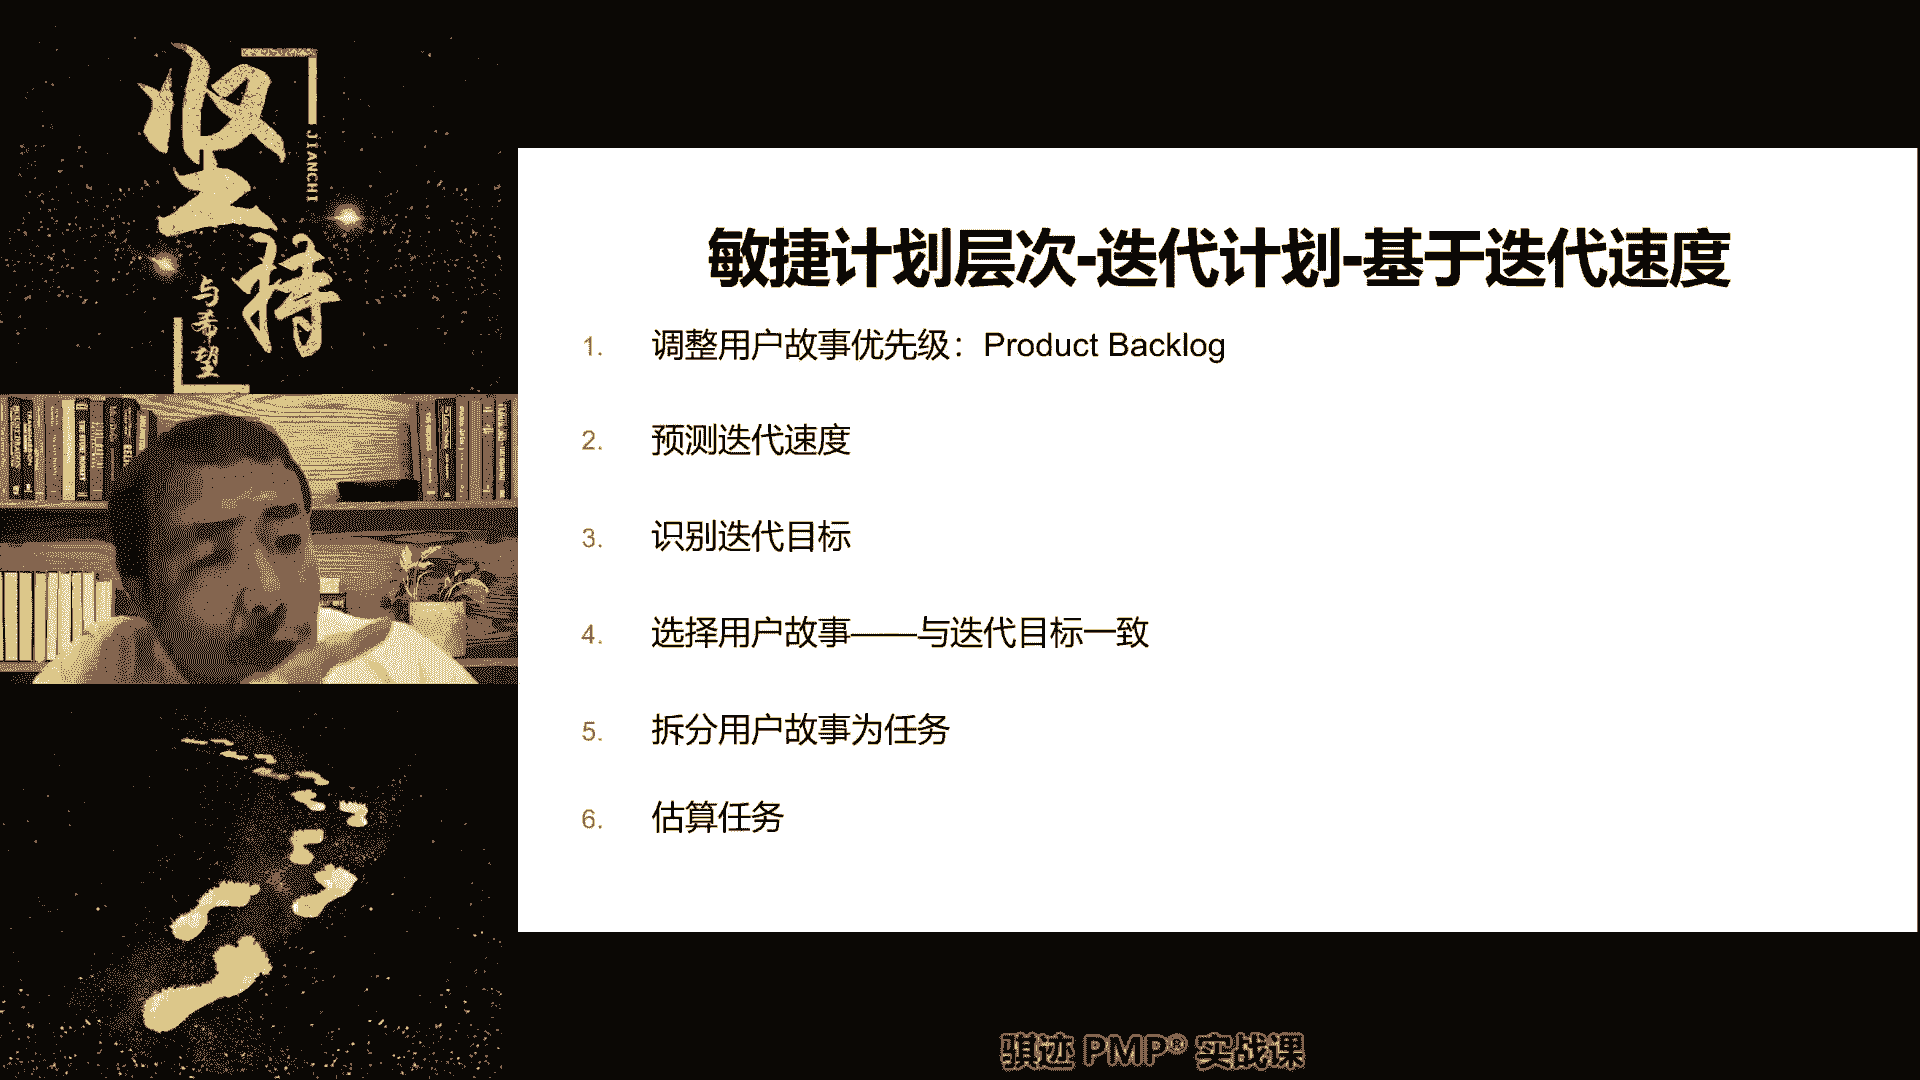 坚持
JIANCHI
与希望
敏捷计划层次-迭代计划-基于迭代速度
1. 调整用户故事优先级：Product Backlog
2. 预测迭代速度
3. 识别迭代目标
4. 选择用户故事——与迭代目标一致
5. 拆分用户故事为任务
6. 估算任务
骐迹 PMP® 实战课